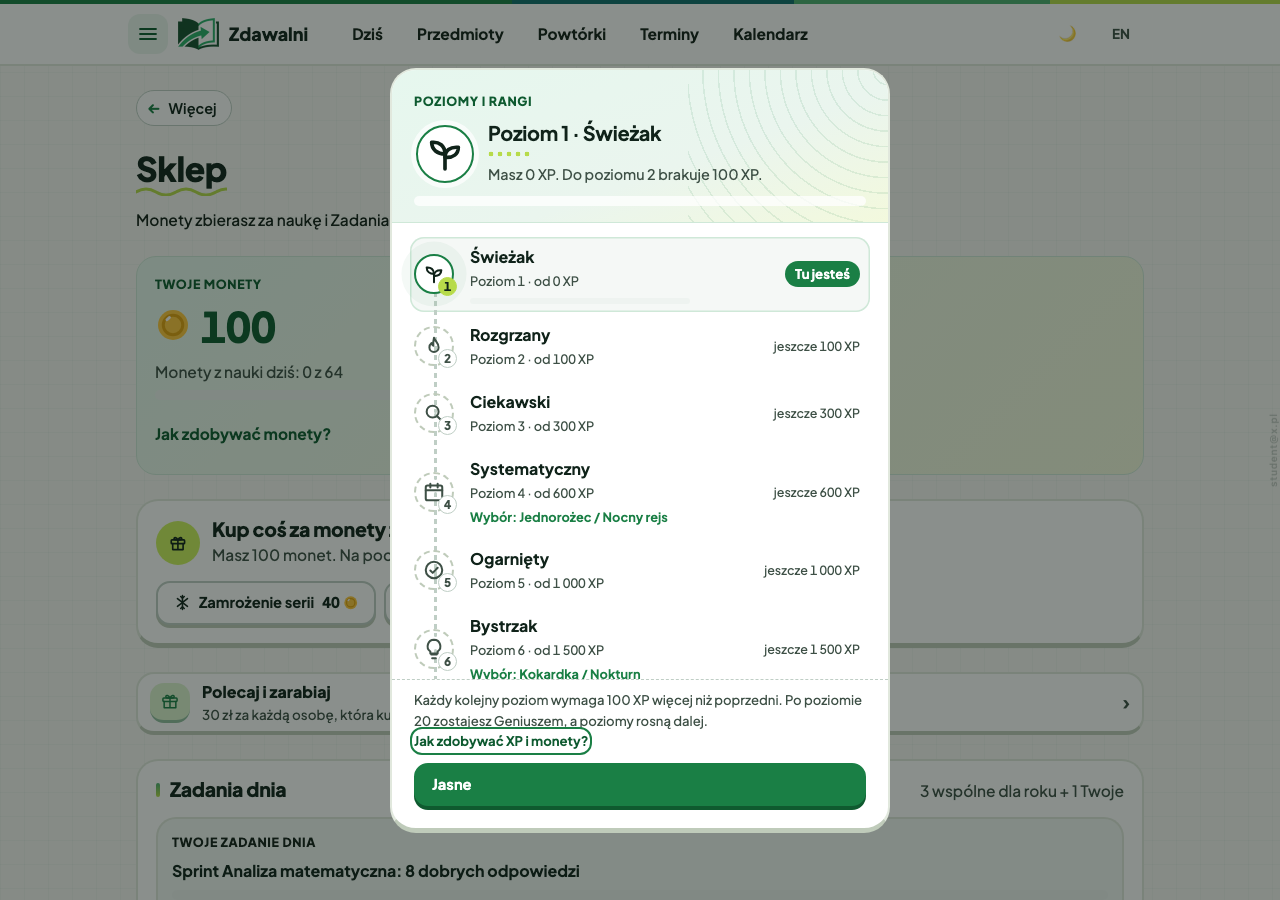 Zdawalni
Dziś
Przedmioty
Powtórki
Terminy
Kalendarz
EN
Więcej
Sklep
Monety zbierasz za naukę i Zadania
TWOJE MONETY
100
Monety z nauki dziś: 0 z 64
Jak zdobywać monety?
Kup coś za monety
Masz 100 monet. Na
Zamrożenie serii 40
Polecaj i zarabiaj
30 zł za każdą osobę, która
Zadania dnia
3 wspólne dla roku + 1 Twoje
TWOJE ZADANIE DNIA
Sprint Analiza matematyczna: 8 dobrych odpowiedzi
POZIOMY I RANGI
Poziom 1 · Świeżak
Masz 0 XP. Do poziomu 2 brakuje 100 XP.
1
Świeżak
Poziom 1 · od 0 XP
Tu jesteś
2
Rozgrzany
Poziom 2 · od 100 XP
jeszcze 100 XP
3
Ciekawski
Poziom 3 · od 300 XP
jeszcze 300 XP
4
Systematyczny
Poziom 4 · od 600 XP
jeszcze 600 XP
Wybór: Jednorożec / Nocny rejs
5
Ogarnięty
Poziom 5 · od 1 000 XP
jeszcze 1 000 XP
6
Bystrzak
Poziom 6 · od 1 500 XP
jeszcze 1 500 XP
Wybór: Kokardka / Nokturn
Każdy kolejny poziom wymaga 100 XP więcej niż poprzedni. Po poziomie
20 zostajesz Geniuszem, a poziomy rosną dalej.
Jak zdobywać XP i monety?
Jasne
student@x.pl